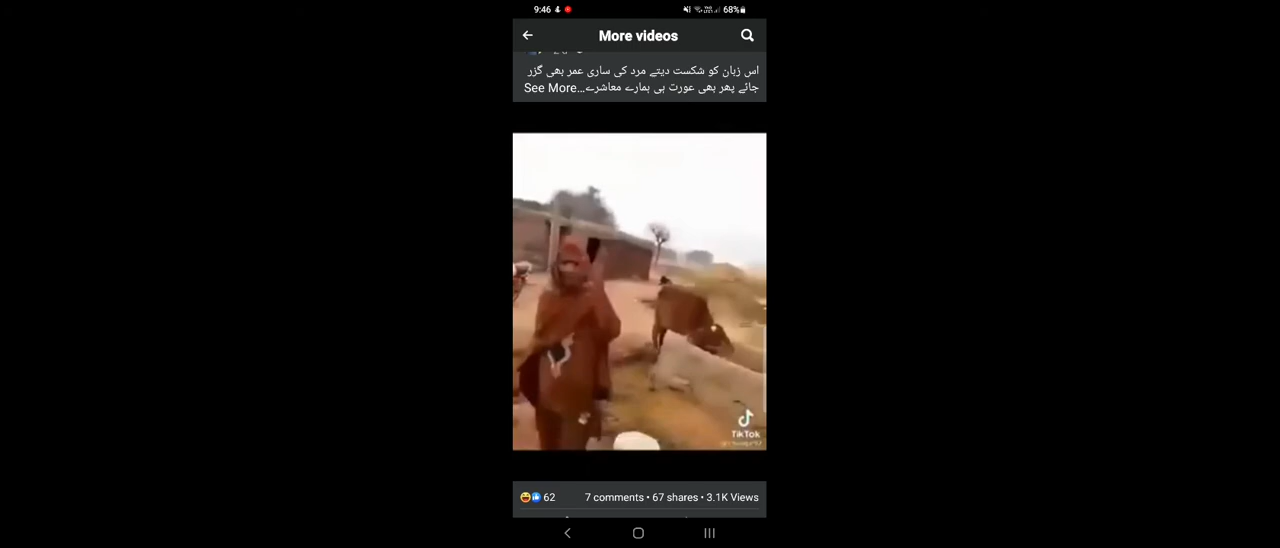 9:46
68%
More videos
اس زبان کو شکست دیتے مرد کی ساری عمر بھی گزر
جائے پھر بھی عورت ہی ہمارے معاشرے...See More
TikTok
62
7 comments • 67 shares • 3.1K Views